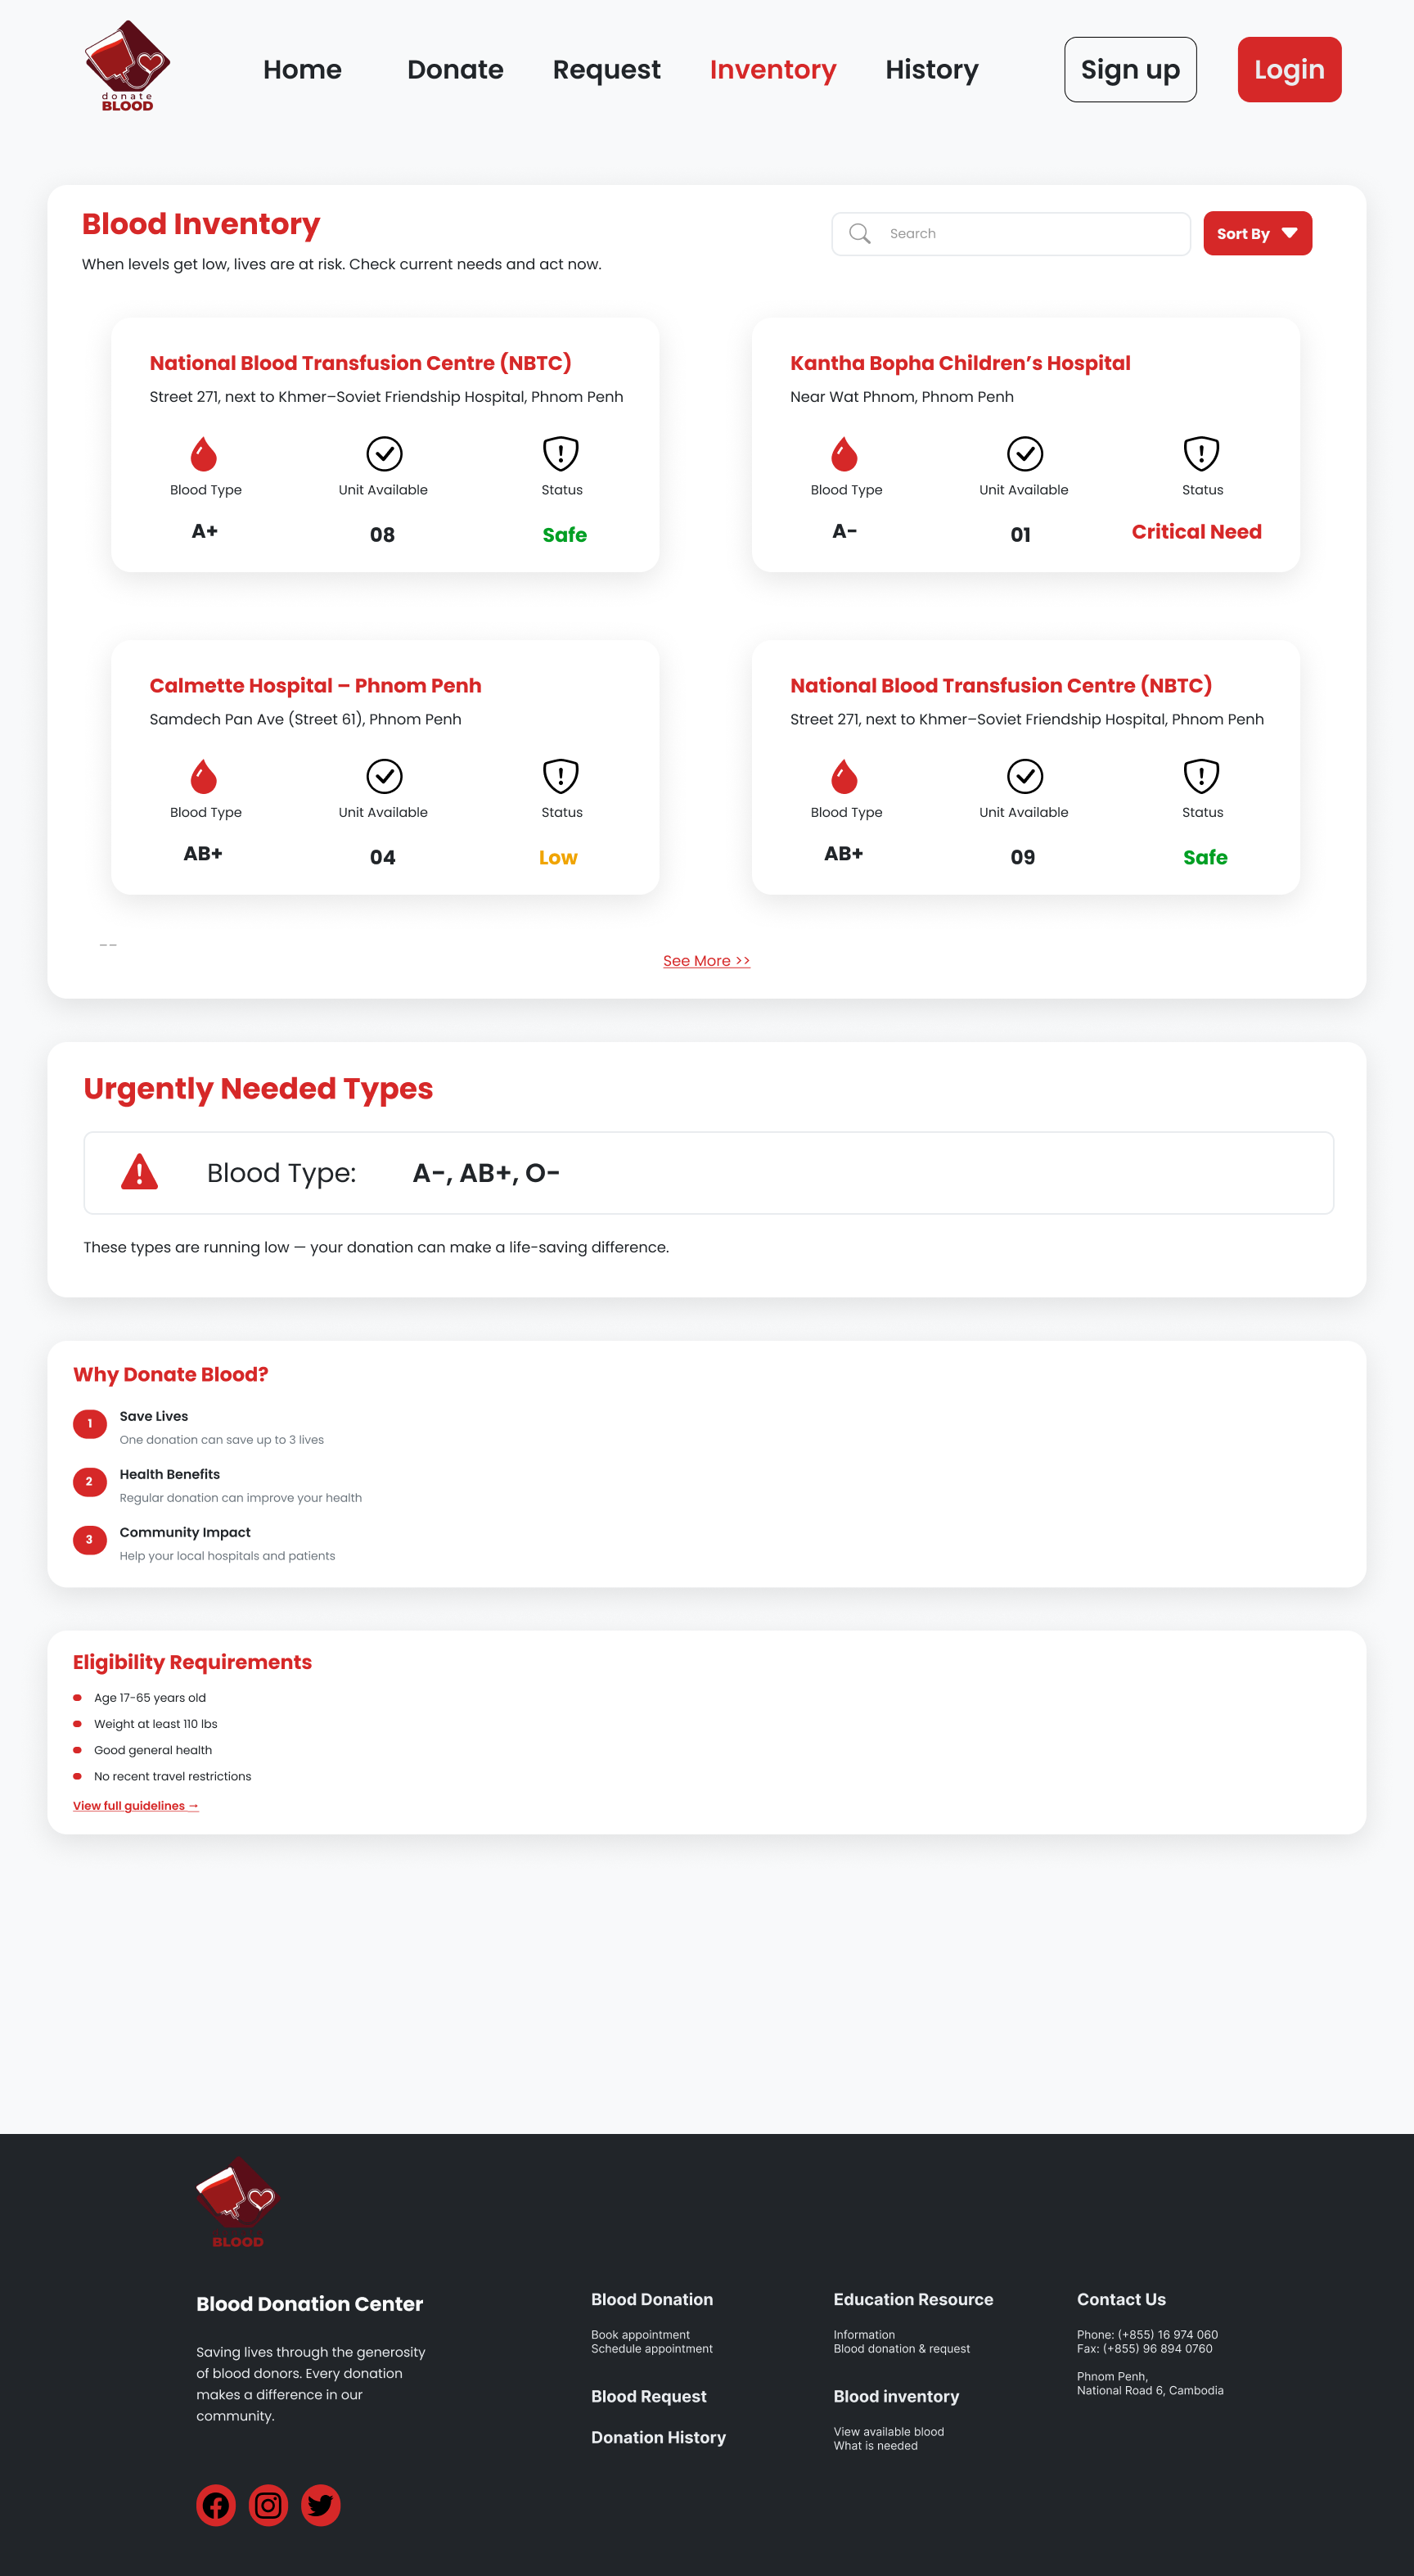 donate
BLOOD
Home Donate Request Inventory History Sign up Login
Blood Inventory
Search
Sort By
When levels get low, lives are at risk. Check current needs and act now.
National Blood Transfusion Centre (NBTC)
Street 271, next to Khmer–Soviet Friendship Hospital, Phnom Penh
Blood Type Unit Available Status
A+ 08 Safe
Kantha Bopha Children’s Hospital
Near Wat Phnom, Phnom Penh
Blood Type Unit Available Status
A- 01 Critical Need
Calmette Hospital – Phnom Penh
Samdech Pan Ave (Street 61), Phnom Penh
Blood Type Unit Available Status
AB+ 04 Low
National Blood Transfusion Centre (NBTC)
Street 271, next to Khmer–Soviet Friendship Hospital, Phnom Penh
Blood Type Unit Available Status
AB+ 09 Safe
--
See More >>
Urgently Needed Types
Blood Type: A-, AB+, O-
These types are running low — your donation can make a life-saving difference.
Why Donate Blood?
1 Save Lives
One donation can save up to 3 lives
2 Health Benefits
Regular donation can improve your health
3 Community Impact
Help your local hospitals and patients
Eligibility Requirements
Age 17-65 years old
Weight at least 110 lbs
Good general health
No recent travel restrictions
View full guidelines →
BLOOD
Blood Donation Center
Saving lives through the generosity
of blood donors. Every donation
makes a difference in our
community.
Blood Donation
Book appointment
Schedule appointment
Blood Request
Donation History
Education Resource
Information
Blood donation & request
Blood inventory
View available blood
What is needed
Contact Us
Phone: (+855) 16 974 060
Fax: (+855) 96 894 0760
Phnom Penh,
National Road 6, Cambodia